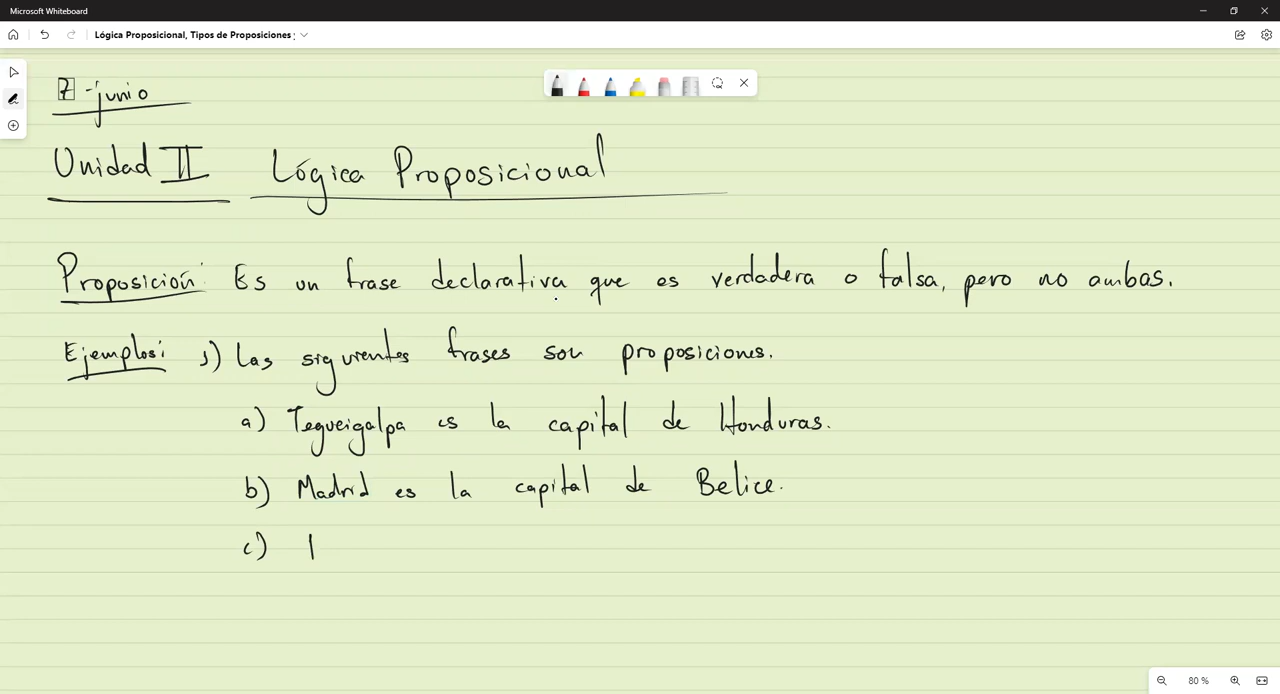 Microsoft Whiteboard
Lógica Proposicional, Tipos de Proposiciones
7-junio
Unidad II Lógica Proposicional
Proposición: Es un frase declarativa que es verdadera o falsa, pero no ambas.
Ejemplos: 1) Las siguientes frases son proposiciones.
a) Tegucigalpa es la capital de Honduras.
b) Madrid es la capital de Belice.
c) 1
80 %